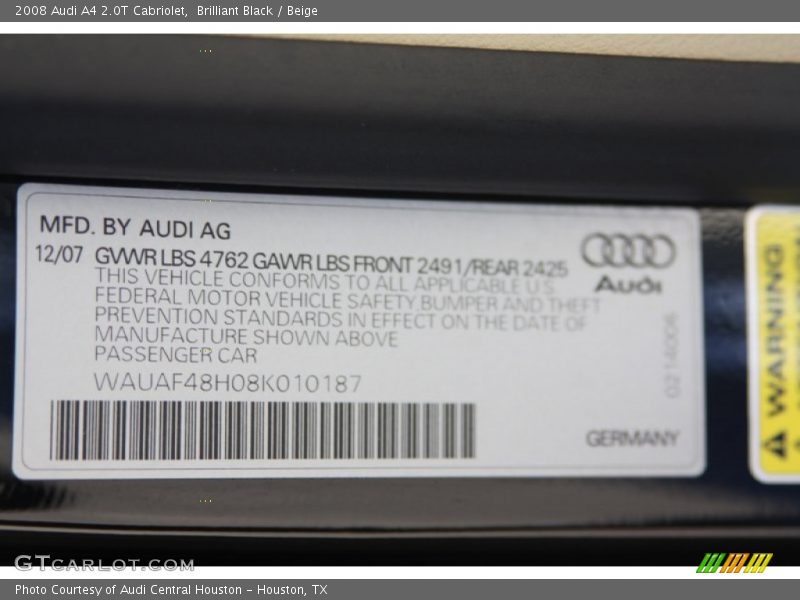 2008 Audi A4 2.0T Cabriolet,  Brilliant Black / Beige
MFD. BY AUDI AG
12/07 GVWR LBS 4762 GAWR LBS FRONT 2491/REAR 2425
THIS VEHICLE CONFORMS TO ALL APPLICABLE U.S
FEDERAL MOTOR VEHICLE SAFETY, BUMPER AND THEFT
PREVENTION STANDARDS IN EFFECT ON THE DATE OF
MANUFACTURE SHOWN ABOVE
PASSENGER CAR
WAUAF48H08K010187
Audi
0214006
GERMANY
WARNING
GTCARLOT.COM
Photo Courtesy of Audi Central Houston - Houston, TX